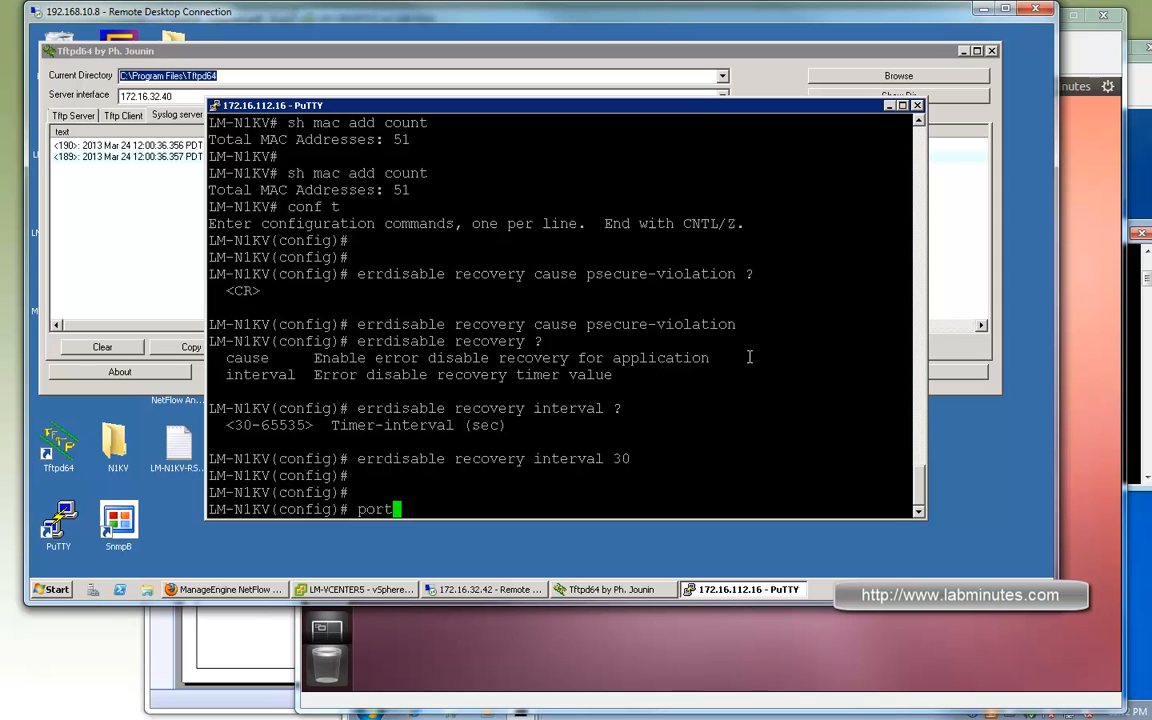 192.168.10.8 - Remote Desktop Connection
Tftpd64 by Ph. Jounin
Current Directory C:\Program Files\Tftpd64 Browse
Server interface 172.16.32.40
Tftp Server Tftp Client Syslog server
text
<190>: 2013 Mar 24 12:00:36.356 PDT
<189>: 2013 Mar 24 12:00:36.357 PDT
Clear Copy
About
172.16.112.16 - PuTTY
LM-N1KV# sh mac add count
Total MAC Addresses: 51
LM-N1KV#
LM-N1KV# sh mac add count
Total MAC Addresses: 51
LM-N1KV# conf t
Enter configuration commands, one per line.  End with CNTL/Z.
LM-N1KV(config)#
LM-N1KV(config)#
LM-N1KV(config)# errdisable recovery cause psecure-violation ?
<CR>
LM-N1KV(config)# errdisable recovery cause psecure-violation
LM-N1KV(config)# errdisable recovery ?
cause     Enable error disable recovery for application
interval  Error disable recovery timer value
LM-N1KV(config)# errdisable recovery interval ?
<30-65535>  Timer-interval (sec)
LM-N1KV(config)# errdisable recovery interval 30
LM-N1KV(config)#
LM-N1KV(config)#
LM-N1KV(config)# port
NetFlow An...
Tftpd64 N1KV LM-N1KV-RS...
PuTTY SnmpB
Start ManageEngine NetFlow ... LM-VCENTER5 - vSphere... 172.16.32.42 - Remote ... Tftpd64 by Ph. Jounin 172.16.112.16 - PuTTY
http://www.labminutes.com